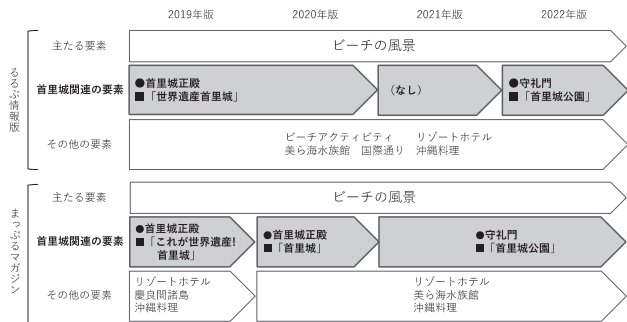 2019年版 2020年版 2021年版 2022年版
るるぶ情報版
主たる要素
ビーチの風景
首里城関連の要素
●首里城正殿
■「世界遺産首里城」
（なし）
●守礼門
■「首里城公園」
その他の要素
ビーチアクティビティ リゾートホテル
美ら海水族館 国際通り 沖縄料理
まっぷるマガジン
主たる要素
ビーチの風景
首里城関連の要素
●首里城正殿
■「これが世界遺産!
首里城」
●首里城正殿
■「首里城」
●守礼門
■「首里城公園」
その他の要素
リゾートホテル
慶良間諸島
沖縄料理
リゾートホテル
美ら海水族館
沖縄料理